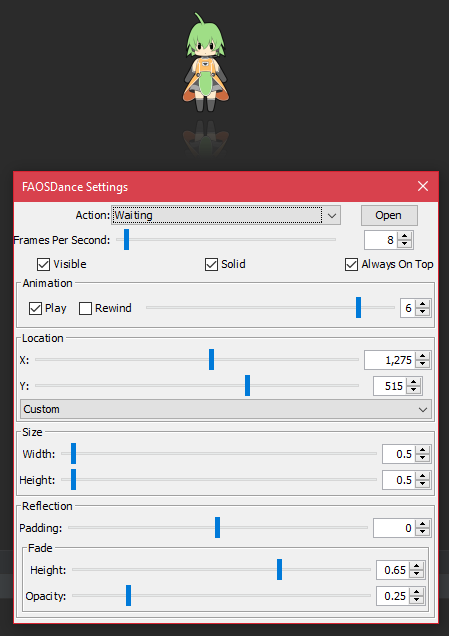 FAOSDance Settings
Action: Waiting Open
Frames Per Second: 8
Visible Solid Always On Top
Animation
Play Rewind 6
Location
X: 1,275
Y: 515
Custom
Size
Width: 0.5
Height: 0.5
Reflection
Padding: 0
Fade
Height: 0.65
Opacity: 0.25